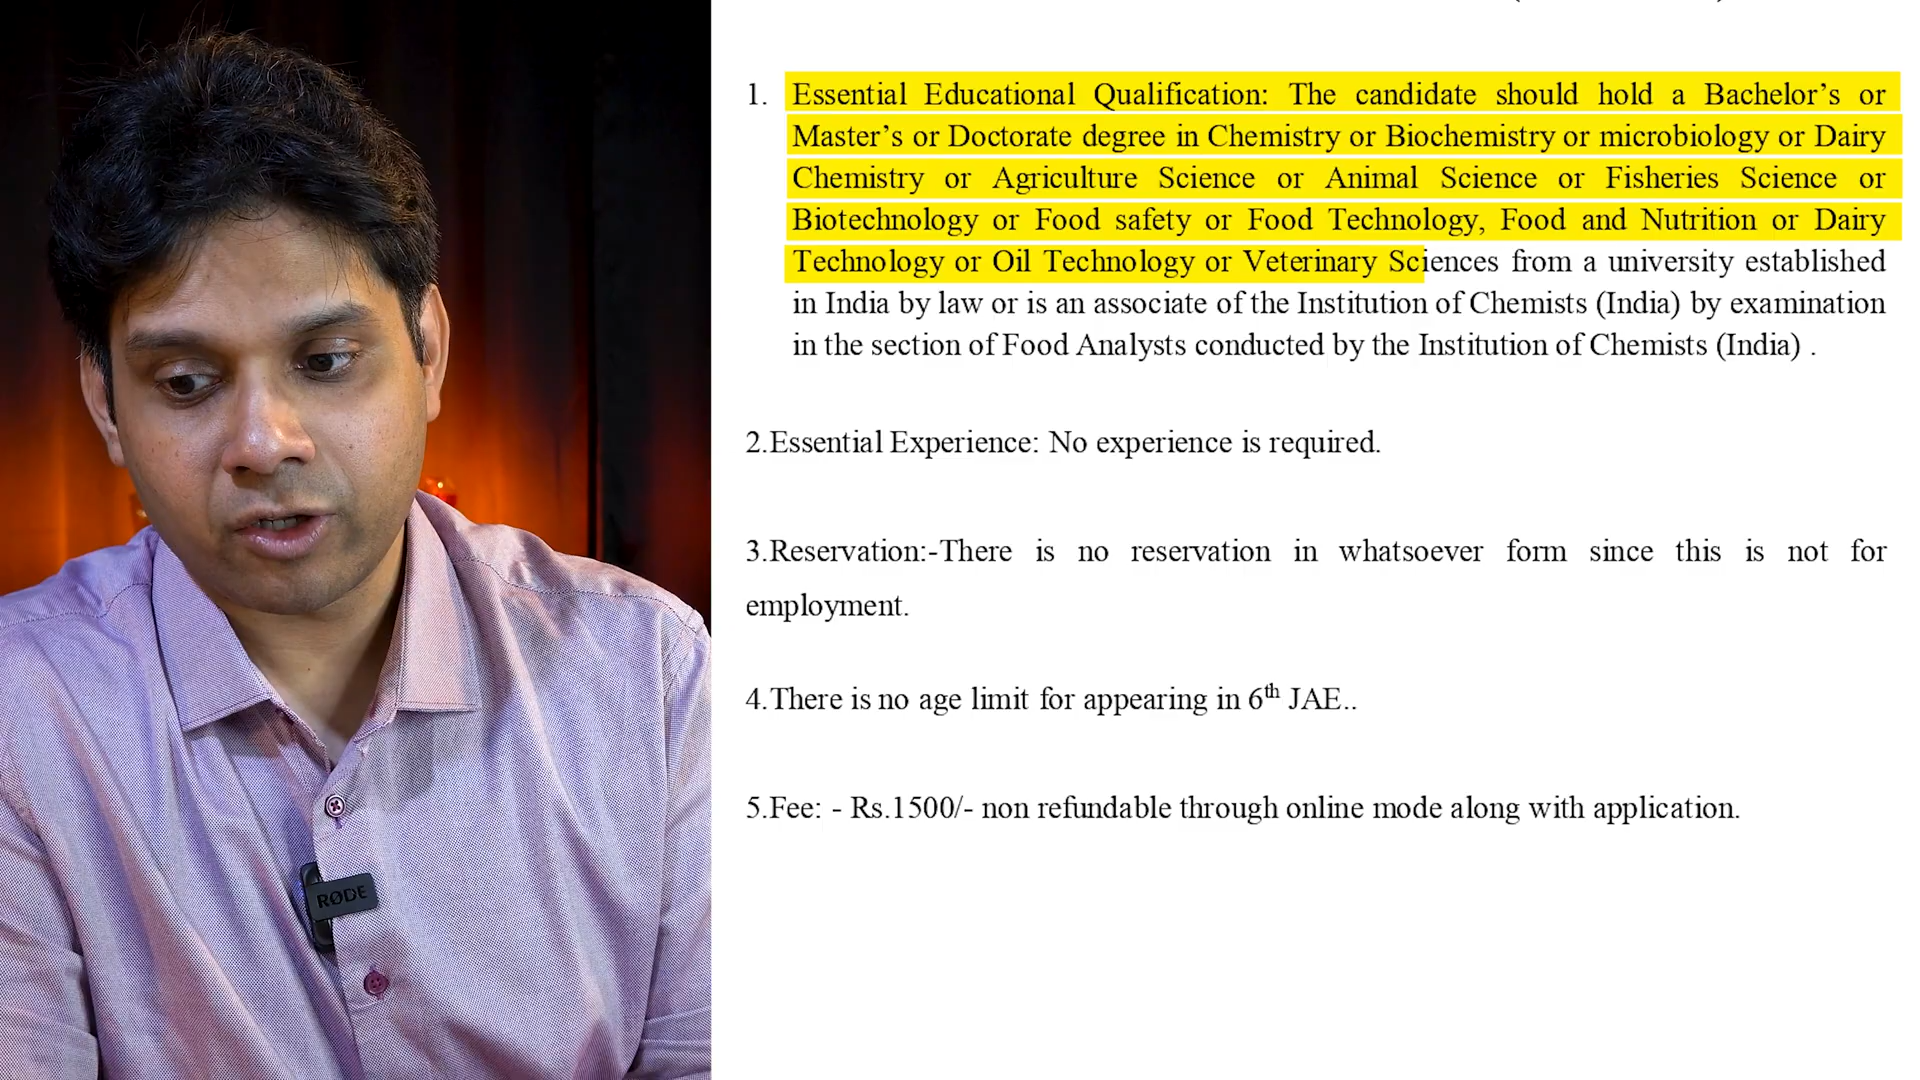 1. Essential Educational Qualification: The candidate should hold a Bachelor’s or
Master’s or Doctorate degree in Chemistry or Biochemistry or microbiology or Dairy
Chemistry or Agriculture Science or Animal Science or Fisheries Science or
Biotechnology or Food safety or Food Technology, Food and Nutrition or Dairy
Technology or Oil Technology or Veterinary Sciences from a university established
in India by law or is an associate of the Institution of Chemists (India) by examination
in the section of Food Analysts conducted by the Institution of Chemists (India) .
2.Essential Experience: No experience is required.
3.Reservation:-There is no reservation in whatsoever form since this is not for
employment.
4.There is no age limit for appearing in 6th JAE..
5.Fee: - Rs.1500/- non refundable through online mode along with application.
RØDE